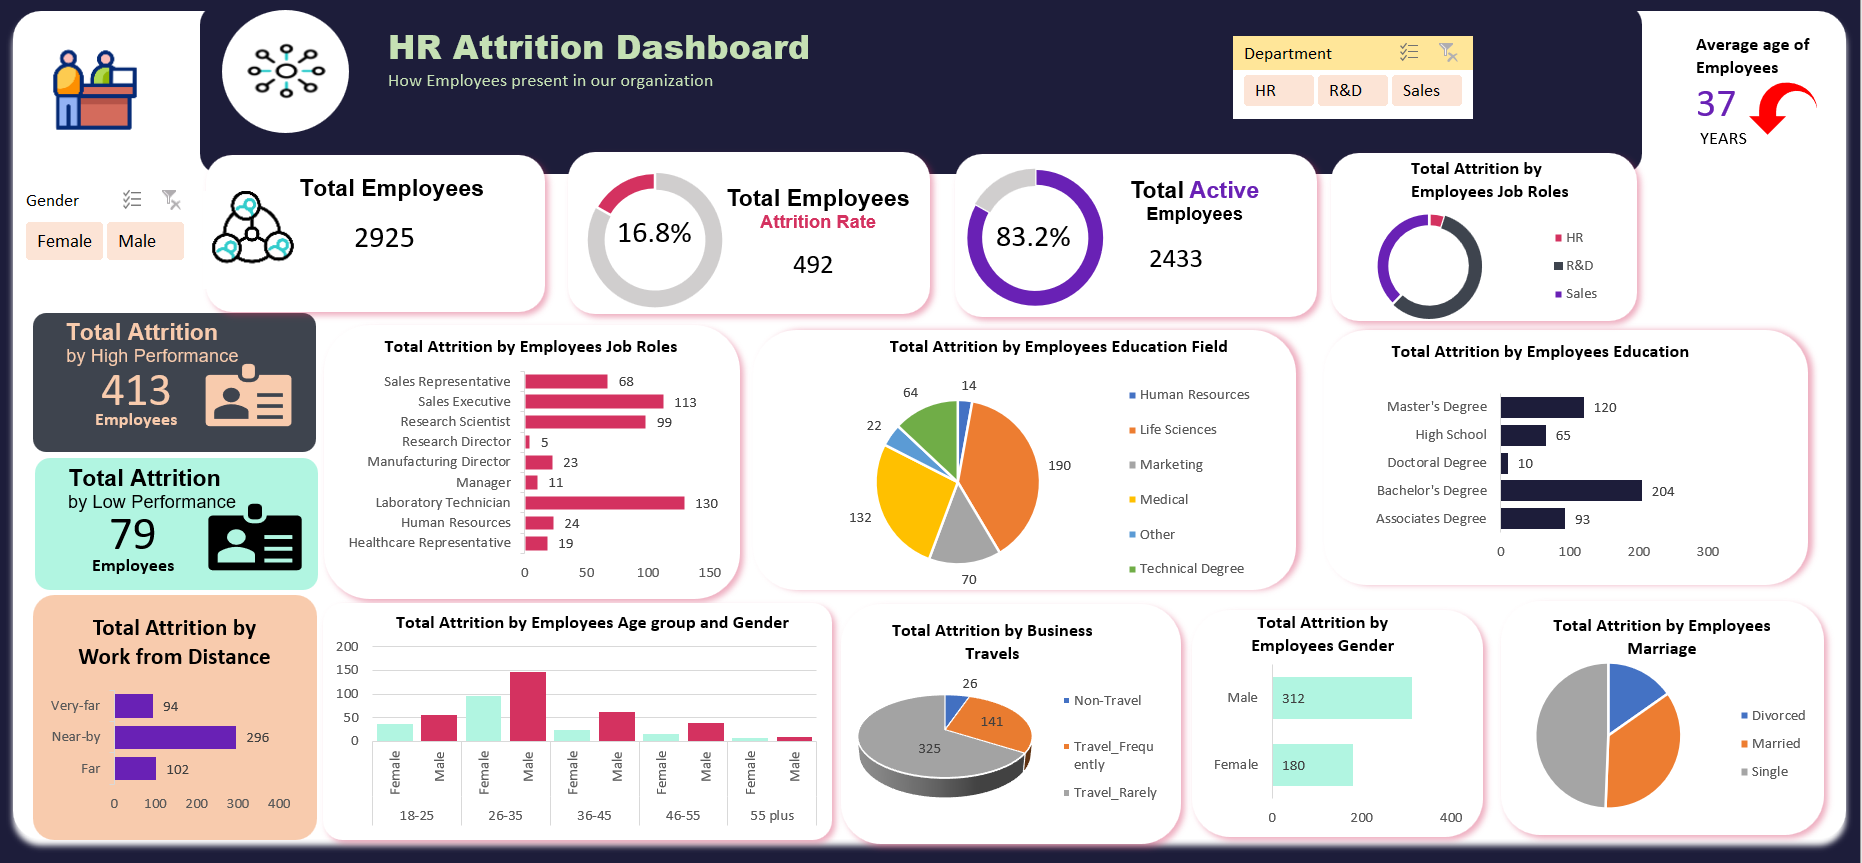 HR Attrition Dashboard
How Employees present in our organization
Department
HR
R&D
Sales
Average age of
Employees
37
YEARS
Gender
Female
Male
Total Employees
2925
16.8%
Total Employees
Attrition Rate
492
83.2%
Total Active
Employees
2433
Total Attrition by
Employees Job Roles
HR
R&D
Sales
Total Attrition
by High Performance
413
Employees
Total Attrition
by Low Performance
79
Employees
Total Attrition by Employees Job Roles
Sales Representative 68
Sales Executive 113
Research Scientist 99
Research Director 5
Manufacturing Director 23
Manager 11
Laboratory Technician 130
Human Resources 24
Healthcare Representative 19
0 50 100 150
Total Attrition by Employees Education Field
14
190
70
132
22
64
Human Resources
Life Sciences
Marketing
Medical
Other
Technical Degree
Total Attrition by Employees Education
Master's Degree 120
High School 65
Doctoral Degree 10
Bachelor's Degree 204
Associates Degree 93
0 100 200 300
Total Attrition by
Work from Distance
Very-far 94
Near-by 296
Far 102
0 100 200 300 400
Total Attrition by Employees Age group and Gender
200
150
100
50
0
Female Male Female Male Female Male Female Male Female Male
18-25 26-35 36-45 46-55 55 plus
Total Attrition by Business
Travels
26
141
325
Non-Travel
Travel_Frequ
ently
Travel_Rarely
Total Attrition by
Employees Gender
Male 312
Female 180
0 200 400
Total Attrition by Employees
Marriage
Divorced
Married
Single